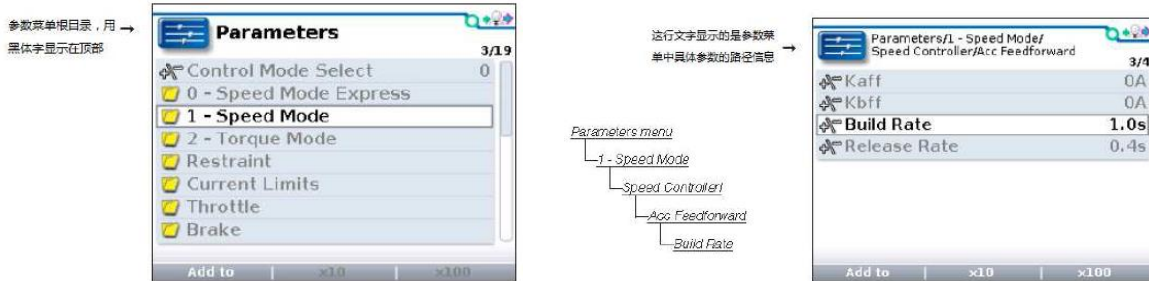 参数菜单根目录，用 →
黑体字显示在顶部
Parameters
3/19
Control Mode Select 0
0 - Speed Mode Express
1 - Speed Mode
2 - Torque Mode
Restraint
Current Limits
Throttle
Brake
Add to | x10 | x100
这行文字显示的是参数菜
单中具体参数的路径信息 →
Parameters menu
1 - Speed Mode
Speed Controllerl
Acc Feedforward
Build Rate
Parameters/1 - Speed Mode/
Speed Controller/Acc Feedforward
3/4
Kaff 0A
Kbff 0A
Build Rate 1.0s
Release Rate 0.4s
Add to | x10 | x100